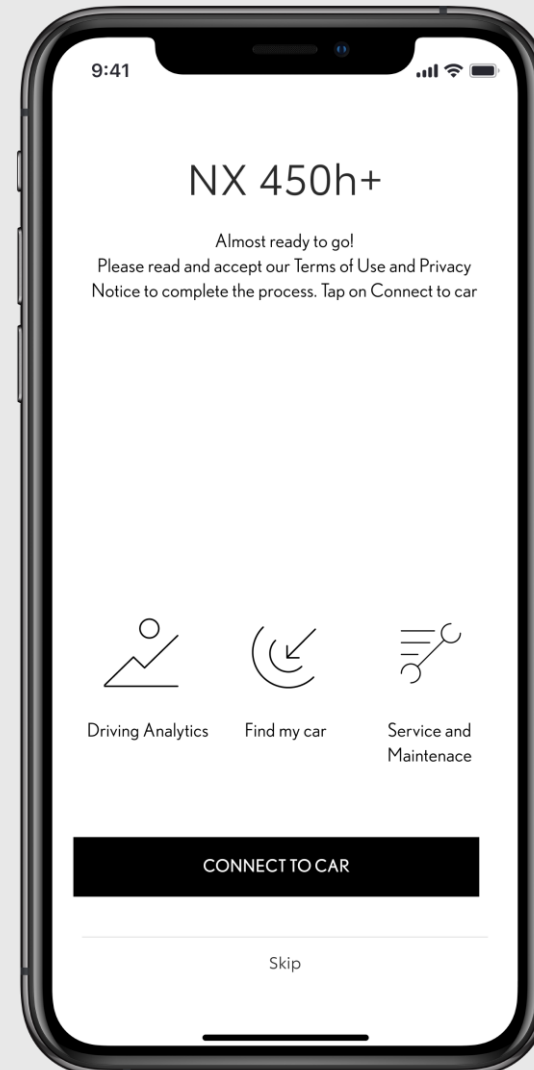 9:41
NX 450h+
Almost ready to go!
Please read and accept our Terms of Use and Privacy
Notice to complete the process. Tap on Connect to car
Driving Analytics
Find my car
Service and
Maintenace
CONNECT TO CAR
Skip